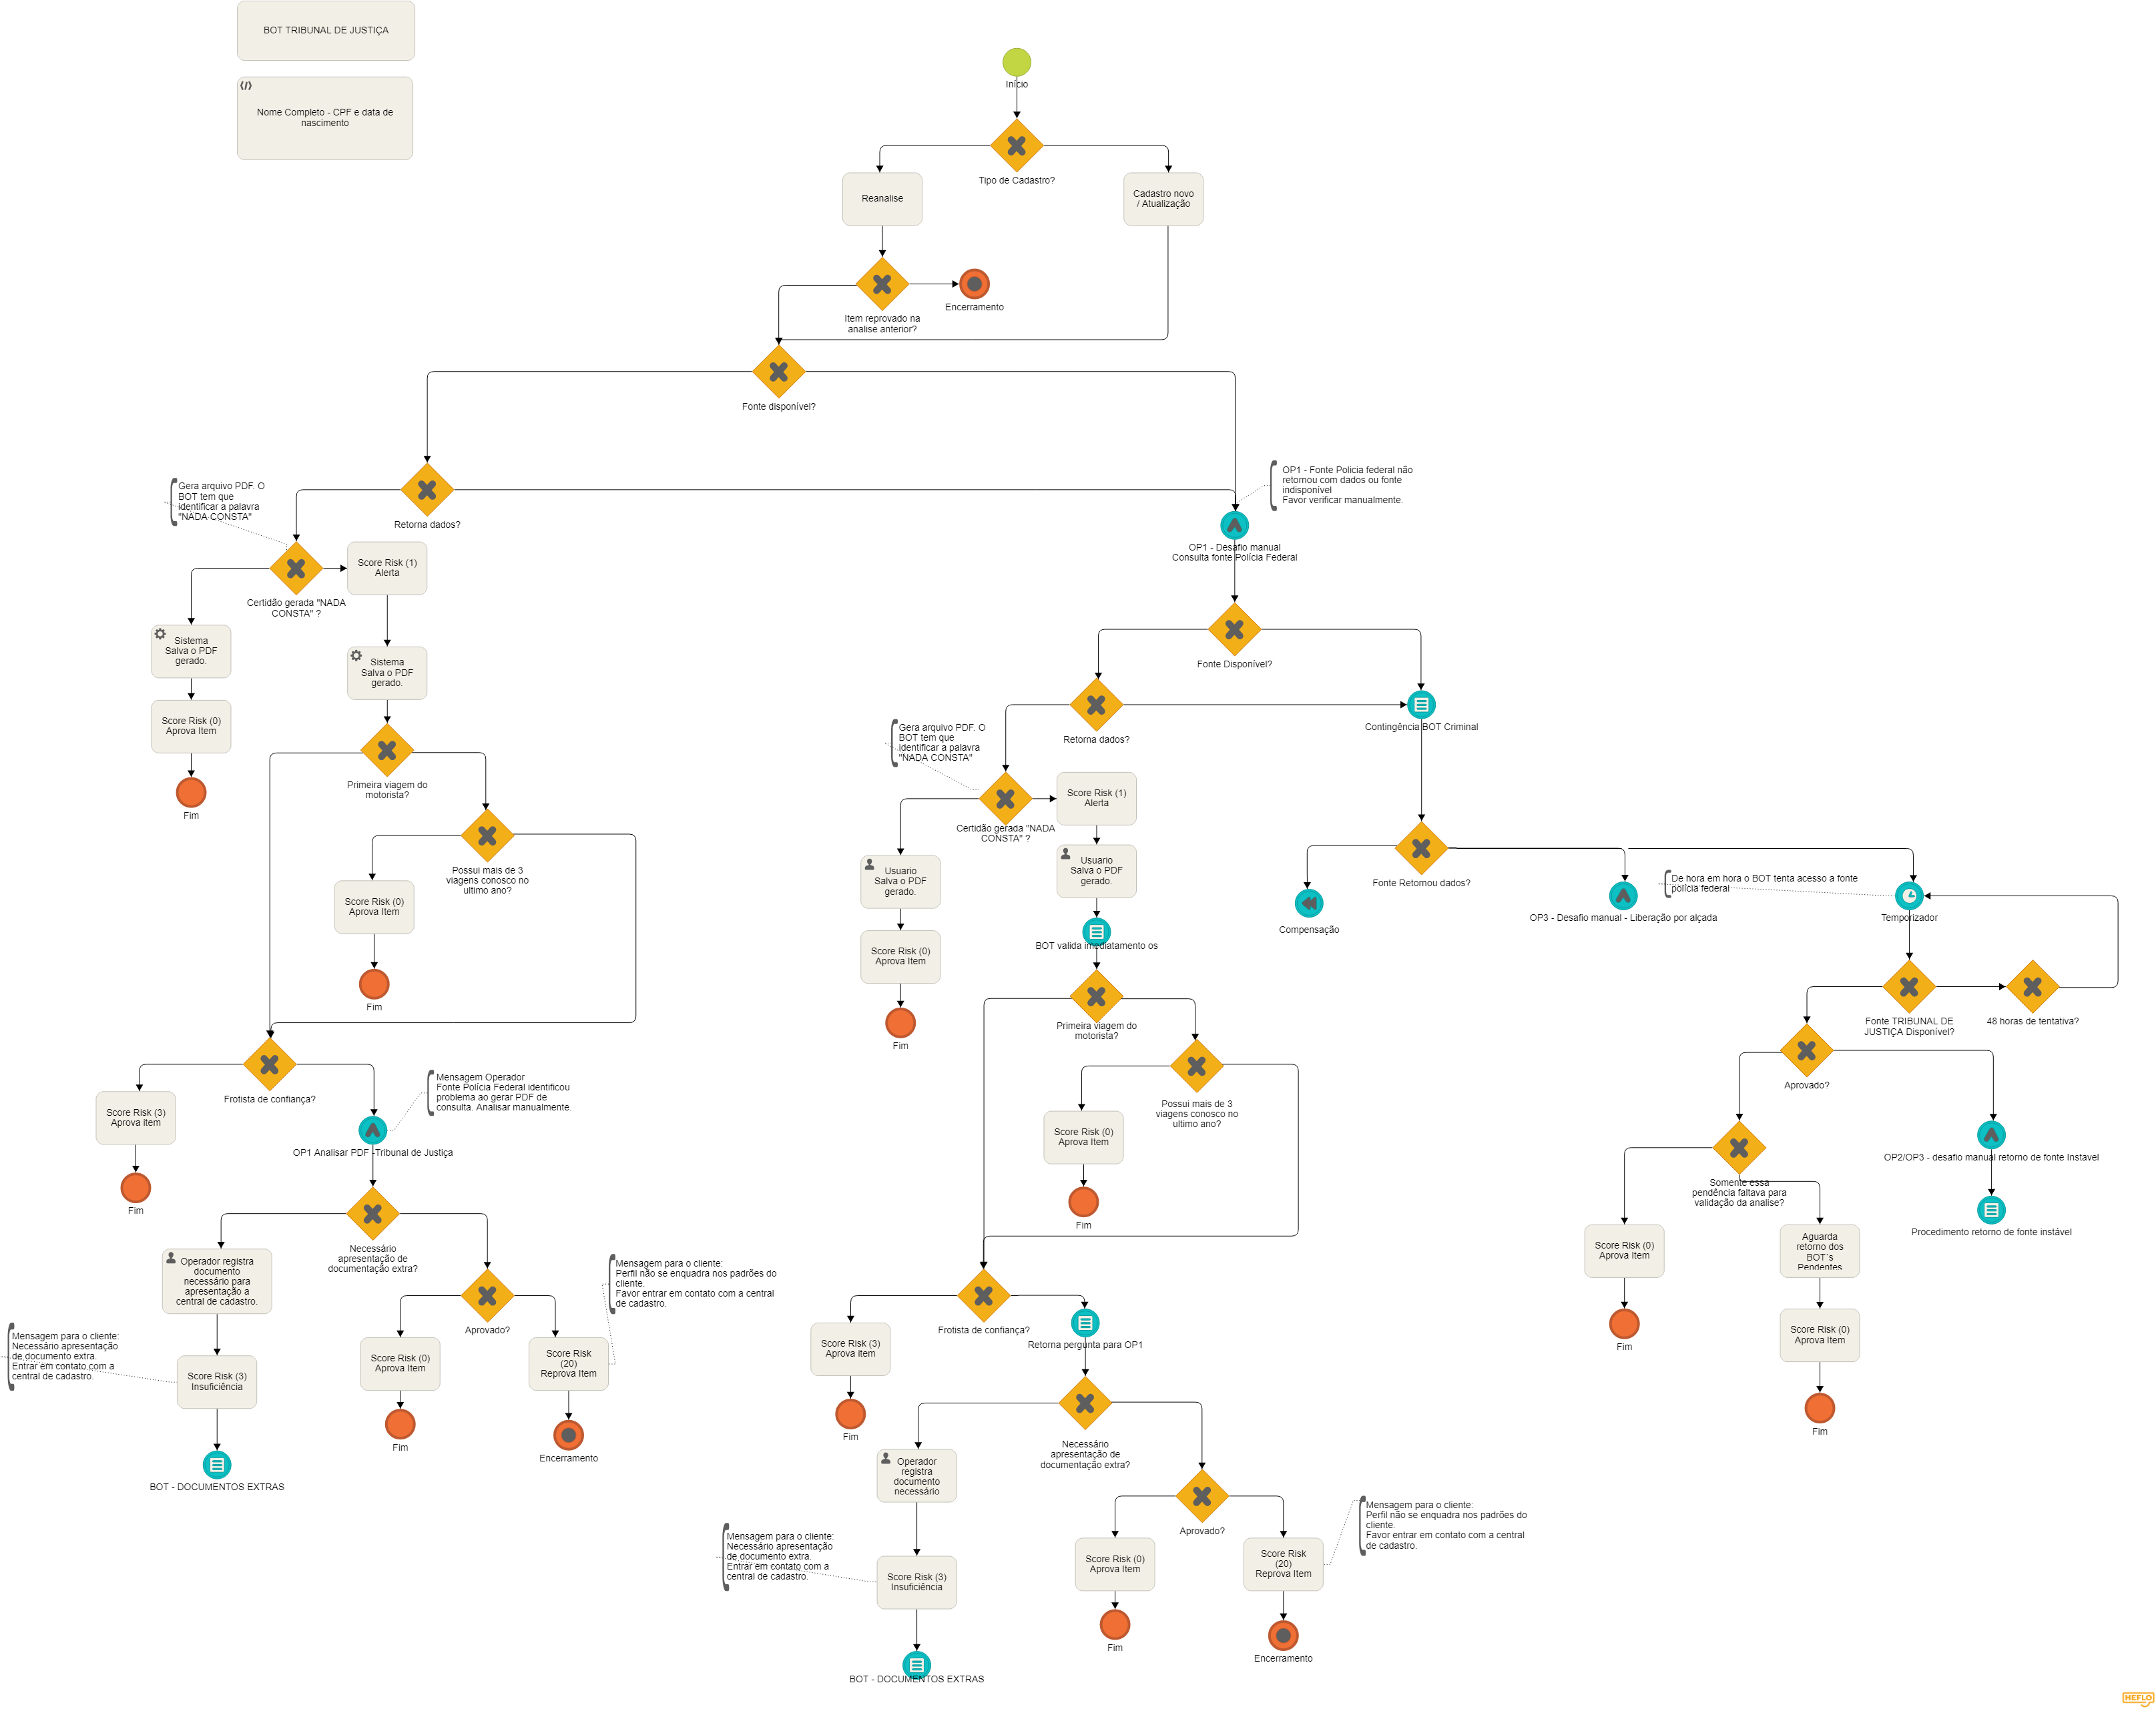 BOT TRIBUNAL DE JUSTIÇA
Nome Completo - CPF e data de
nascimento
Início
Tipo de Cadastro?
Reanalise
Cadastro novo
/ Atualização
Item reprovado na
analise anterior?
Encerramento
Fonte disponível?
Gera arquivo PDF. O
BOT tem que
identificar a palavra
"NADA CONSTA"
Retorna dados?
OP1 - Fonte Policia federal não
retornou com dados ou fonte
indisponível
Favor verificar manualmente.
OP1 - Desafio manual
Consulta fonte Polícia Federal
Certidão gerada "NADA
CONSTA" ?
Score Risk (1)
Alerta
Sistema
Salva o PDF
gerado.
Sistema
Salva o PDF
gerado.
Score Risk (0)
Aprova Item
Fim
Primeira viagem do
motorista?
Possui mais de 3
viagens conosco no
ultimo ano?
Score Risk (0)
Aprova Item
Fim
Frotista de confiança?
Score Risk (3)
Aprova item
Fim
Mensagem Operador
Fonte Polícia Federal identificou
problema ao gerar PDF de
consulta. Analisar manualmente.
OP1 Analisar PDF -Tribunal de Justiça
Necessário
apresentação de
documentação extra?
Operador registra
documento
necessário para
apresentação a
central de cadastro.
Mensagem para o cliente:
Necessário apresentação
de documento extra.
Entrar em contato com a
central de cadastro.
Score Risk (3)
Insuficiência
BOT - DOCUMENTOS EXTRAS
Aprovado?
Score Risk (0)
Aprova Item
Fim
Score Risk
(20)
Reprova Item
Encerramento
Mensagem para o cliente:
Perfil não se enquadra nos padrões do
cliente.
Favor entrar em contato com a central
de cadastro.
Fonte Disponível?
Retorna dados?
Contingência BOT Criminal
Gera arquivo PDF. O
BOT tem que
identificar a palavra
"NADA CONSTA"
Certidão gerada "NADA
CONSTA" ?
Score Risk (1)
Alerta
Usuario
Salva o PDF
gerado.
Usuario
Salva o PDF
gerado.
Score Risk (0)
Aprova Item
Fim
BOT valida imediatamento os
Primeira viagem do
motorista?
Possui mais de 3
viagens conosco no
ultimo ano?
Score Risk (0)
Aprova Item
Fim
Frotista de confiança?
Score Risk (3)
Aprova item
Fim
Retorna pergunta para OP1
Necessário
apresentação de
documentação extra?
Operador
registra
documento
necessário
Mensagem para o cliente:
Necessário apresentação
de documento extra.
Entrar em contato com a
central de cadastro.
Score Risk (3)
Insuficiência
BOT - DOCUMENTOS EXTRAS
Aprovado?
Score Risk (0)
Aprova Item
Fim
Score Risk
(20)
Reprova Item
Encerramento
Mensagem para o cliente:
Perfil não se enquadra nos padrões do
cliente.
Favor entrar em contato com a central
de cadastro.
Fonte Retornou dados?
Compensação
OP3 - Desafio manual - Liberação por alçada
De hora em hora o BOT tenta acesso a fonte
polícia federal
Temporizador
Fonte TRIBUNAL DE
JUSTIÇA Disponível?
48 horas de tentativa?
Aprovado?
Somente essa
pendência faltava para
validação da analise?
OP2/OP3 - desafio manual retorno de fonte Instavel
Procedimento retorno de fonte instável
Score Risk (0)
Aprova Item
Fim
Aguarda
retorno dos
BOT´s
Pendentes
Score Risk (0)
Aprova Item
Fim
HEFLO